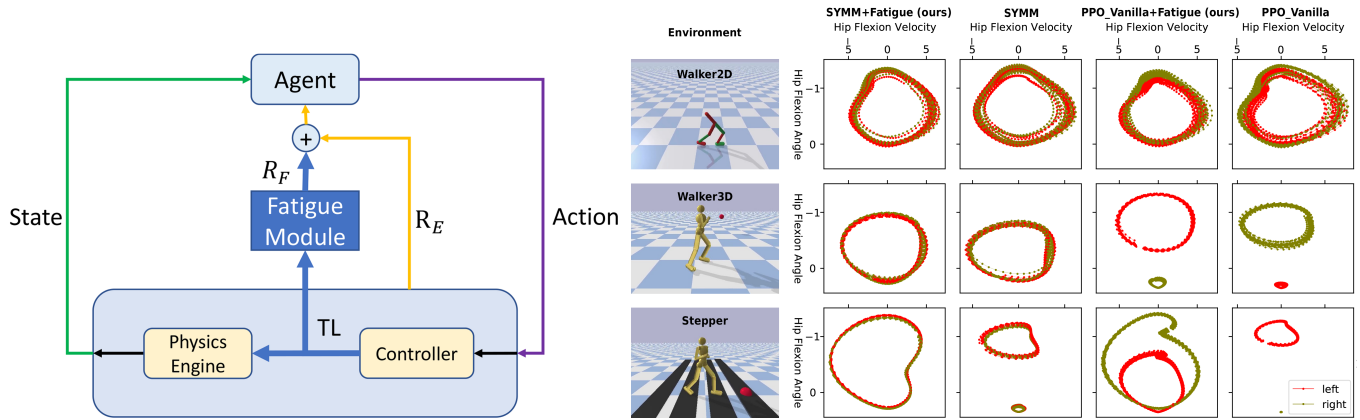 Agent
+
R_F
State
Fatigue
Module
R_E
Action
TL
Physics
Engine
Controller
Environment
SYMM+Fatigue (ours)
Hip Flexion Velocity
SYMM
Hip Flexion Velocity
PPO_Vanilla+Fatigue (ours)
Hip Flexion Velocity
PPO_Vanilla
Hip Flexion Velocity
5 0 5
5 0 5
5 0 5
5 0 5
Walker2D
Hip Flexion Angle
−1
0
Walker3D
Hip Flexion Angle
−1
0
Stepper
Hip Flexion Angle
−1
0
left
right